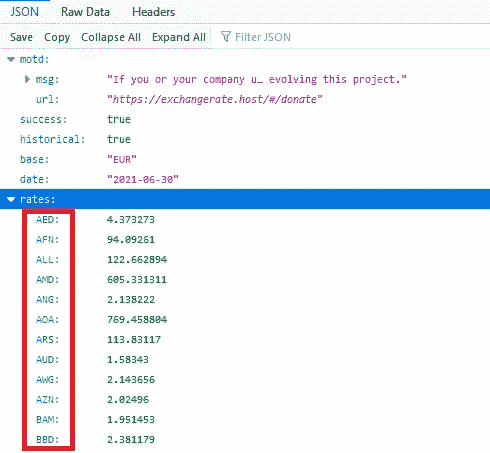 JSON Raw Data Headers
Save Copy Collapse All Expand All Filter JSON
motd:
msg: "If you or your company u… evolving this project."
url: "https://exchangerate.host/#/donate"
success: true
historical: true
base: "EUR"
date: "2021-06-30"
rates:
AED: 4.373273
AFN: 94.09261
ALL: 122.662894
AMD: 605.331311
ANG: 2.138222
AOA: 769.458804
ARS: 113.83117
AUD: 1.58343
AWG: 2.143656
AZN: 2.02496
BAM: 1.951453
BBD: 2.381179